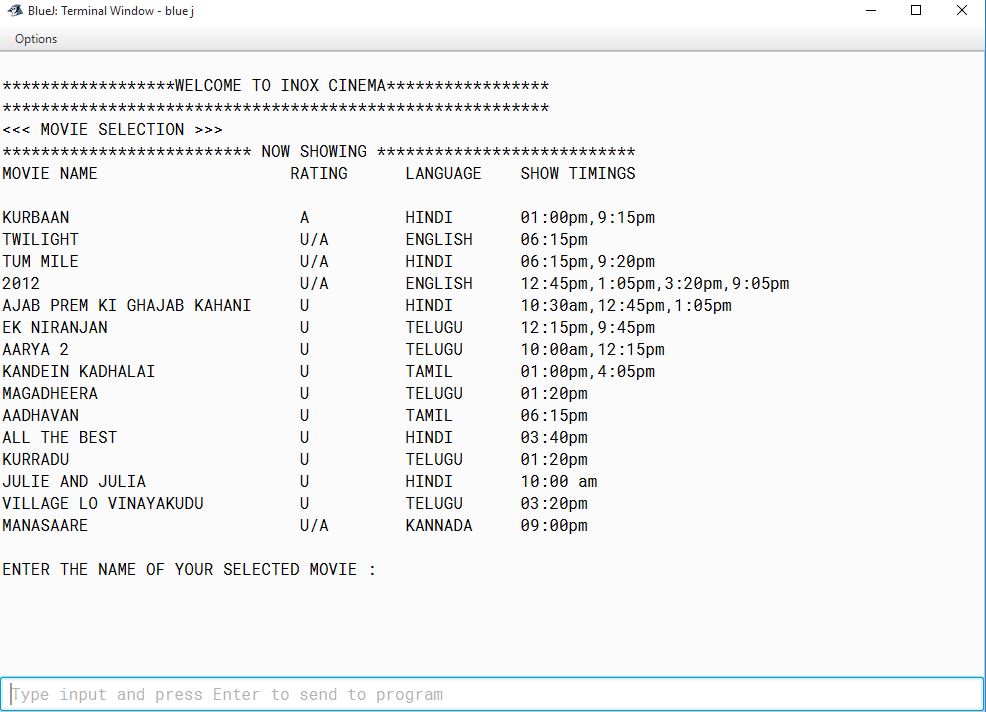 BlueJ: Terminal Window - blue j
Options
******************WELCOME TO INOX CINEMA*****************
*********************************************************
<<< MOVIE SELECTION >>>
************************** NOW SHOWING ***************************
MOVIE NAME                    RATING      LANGUAGE    SHOW TIMINGS
KURBAAN                        A          HINDI       01:00pm,9:15pm
TWILIGHT                       U/A        ENGLISH     06:15pm
TUM MILE                       U/A        HINDI       06:15pm,9:20pm
2012                           U/A        ENGLISH     12:45pm,1:05pm,3:20pm,9:05pm
AJAB PREM KI GHAJAB KAHANI     U          HINDI       10:30am,12:45pm,1:05pm
EK NIRANJAN                    U          TELUGU      12:15pm,9:45pm
AARYA 2                        U          TELUGU      10:00am,12:15pm
KANDEIN KADHALAI               U          TAMIL       01:00pm,4:05pm
MAGADHEERA                     U          TELUGU      01:20pm
AADHAVAN                       U          TAMIL       06:15pm
ALL THE BEST                   U          HINDI       03:40pm
KURRADU                        U          TELUGU      01:20pm
JULIE AND JULIA                U          HINDI       10:00 am
VILLAGE LO VINAYAKUDU          U          TELUGU      03:20pm
MANASAARE                      U/A        KANNADA     09:00pm
ENTER THE NAME OF YOUR SELECTED MOVIE :
Type input and press Enter to send to program